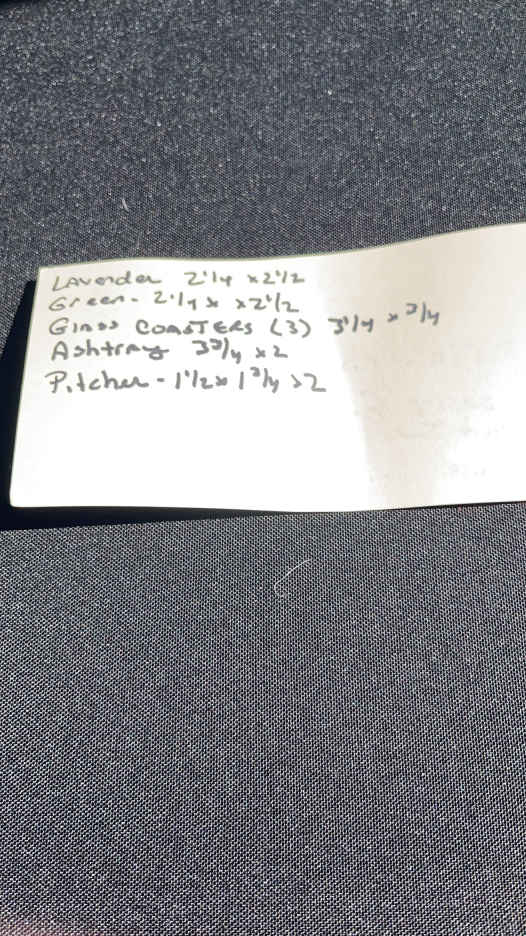 Lavender 2 1/4 x 2 1/2
Green - 2 1/4 x x 2 1/2
Glass COASTERS (3) 3 1/4 x 3/4
Ashtray 3 3/4 x 2
Pitcher - 1 1/2 x 1 3/4 x 2